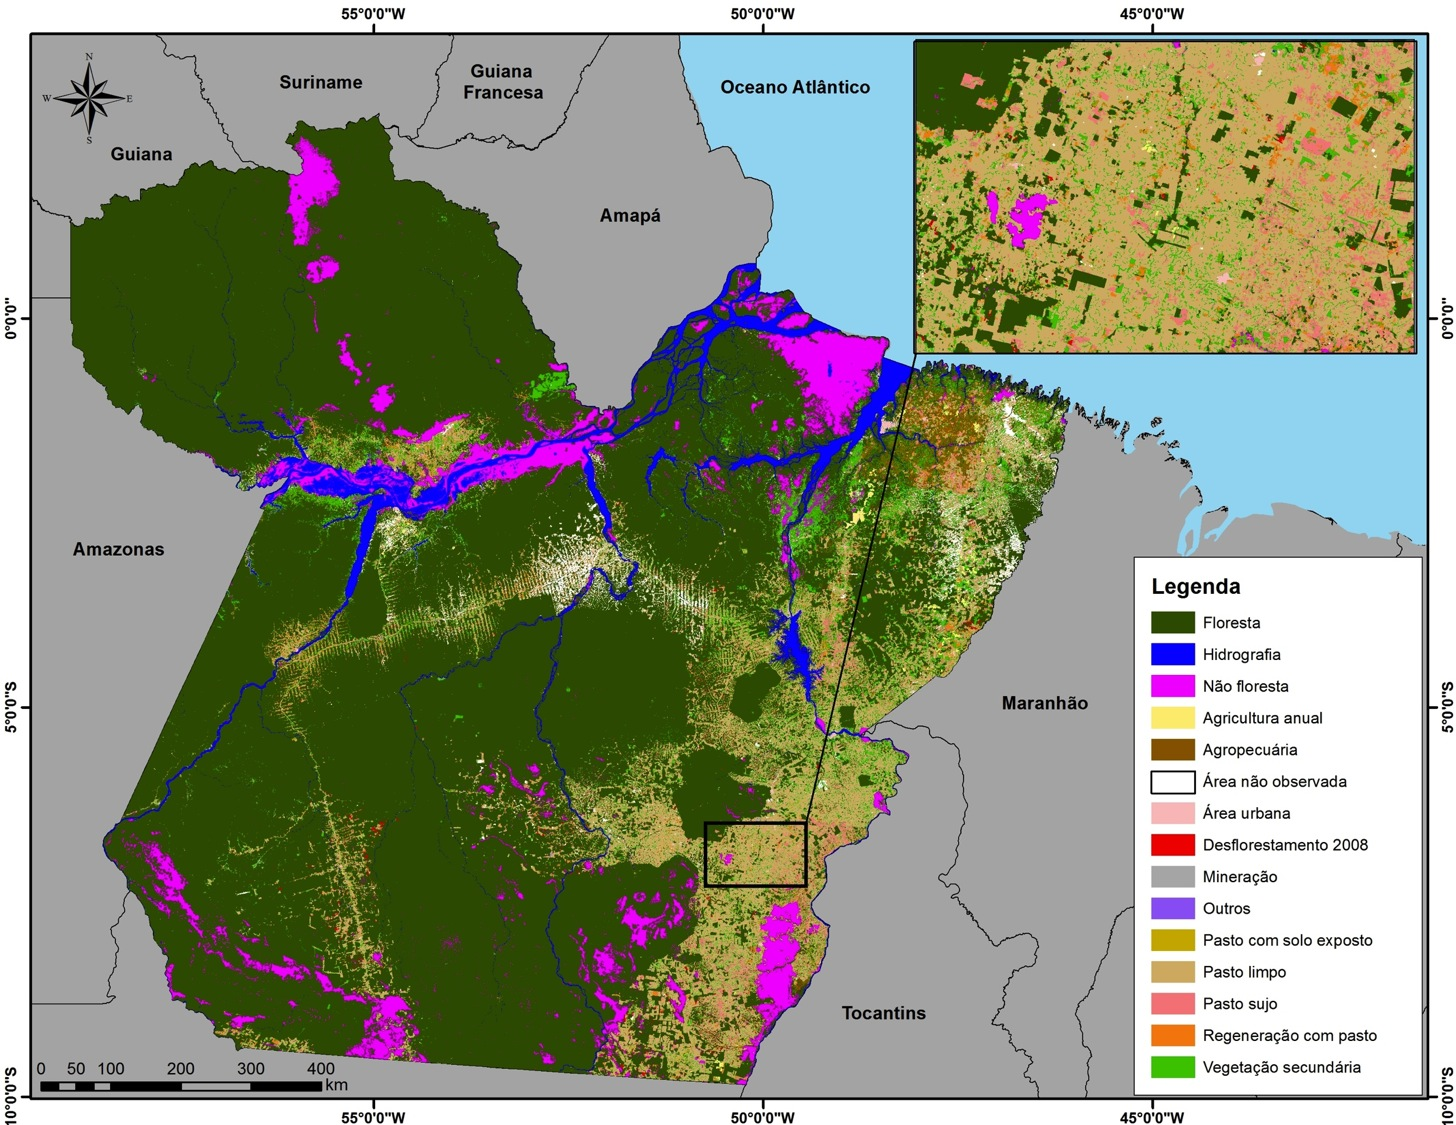 55°0'0"W
50°0'0"W
45°0'0"W
N
W
E
S
Suriname
Guiana
Francesa
Oceano Atlântico
Guiana
Amapá
0°0'0"
0°0'0"
Amazonas
Legenda
Floresta
Hidrografia
Não floresta
Agricultura anual
Agropecuária
Área não observada
Área urbana
Desflorestamento 2008
Mineração
Outros
Pasto com solo exposto
Pasto limpo
Pasto sujo
Regeneração com pasto
Vegetação secundária
5°0'0"S
5°0'0"S
Maranhão
Tocantins
0 50 100 200 300 400
km
10°0'0"S
10°0'0"S
55°0'0"W
50°0'0"W
45°0'0"W